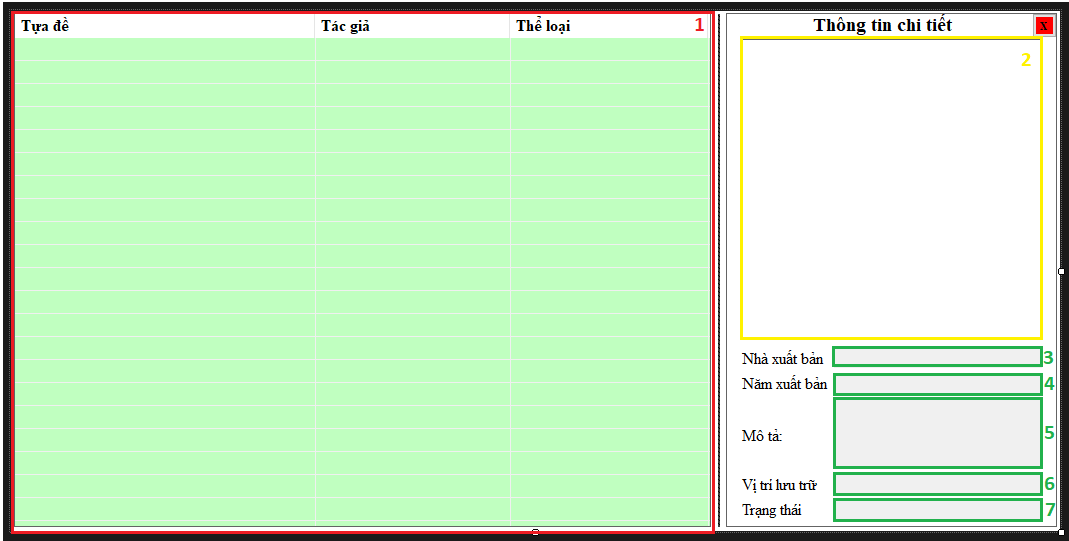 Tựa đề Tác giả Thể loại 1
Thông tin chi tiết X
2
Nhà xuất bản 3
Năm xuất bản 4
Mô tả: 5
Vị trí lưu trữ 6
Trạng thái 7